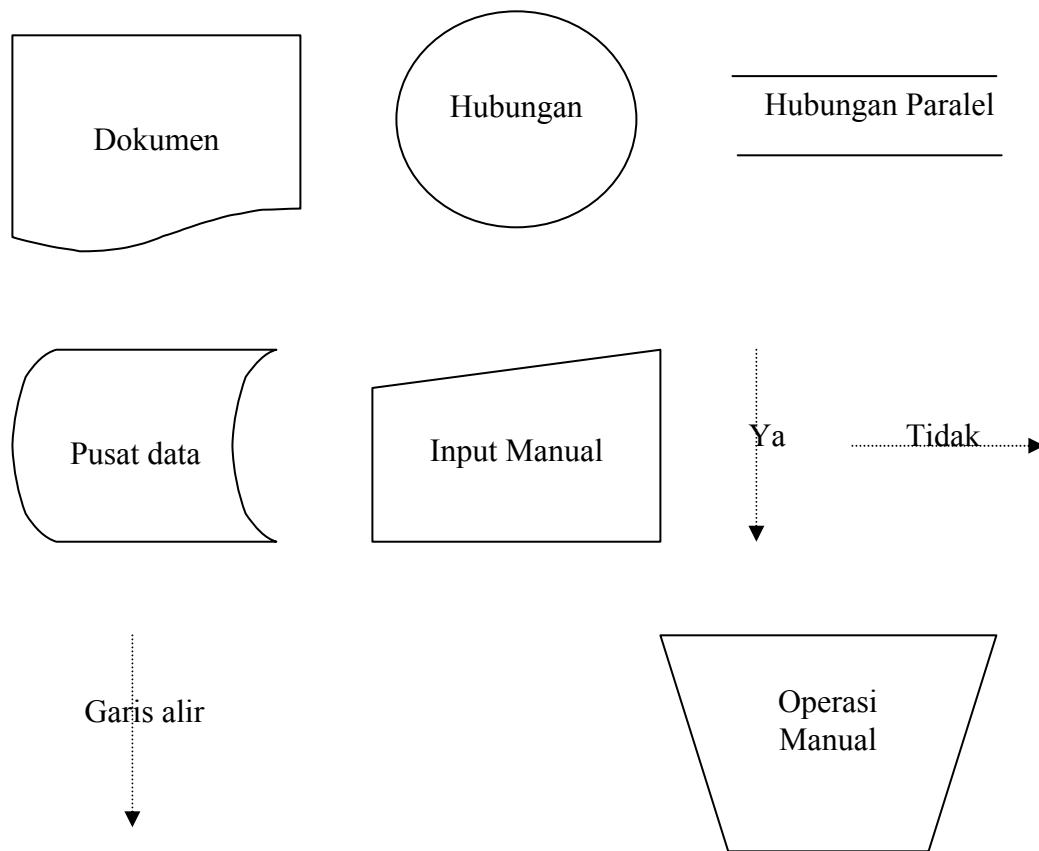 Dokumen
Hubungan
Hubungan Paralel
Pusat data
Input Manual
Ya
Tidak
Garis alir
Operasi
Manual